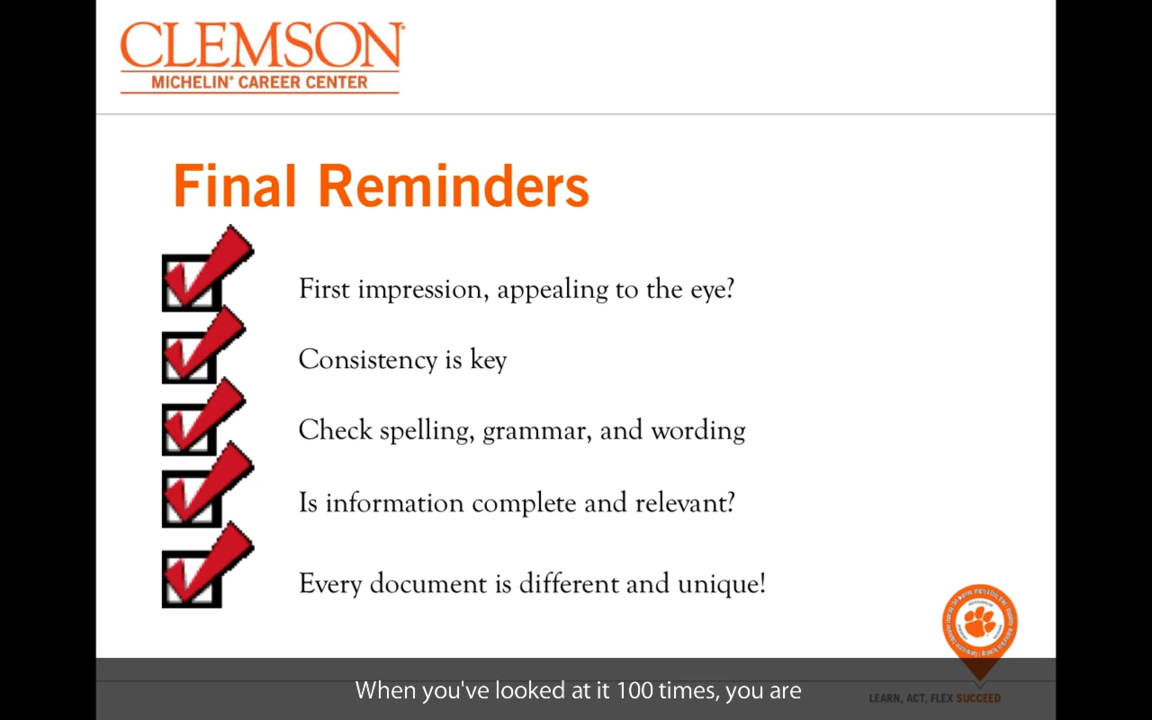 CLEMSON
MICHELIN® CAREER CENTER
Final Reminders
First impression, appealing to the eye?
Consistency is key
Check spelling, grammar, and wording
Is information complete and relevant?
Every document is different and unique!
When you've looked at it 100 times, you are
LEARN, ACT, FLEX SUCCEED